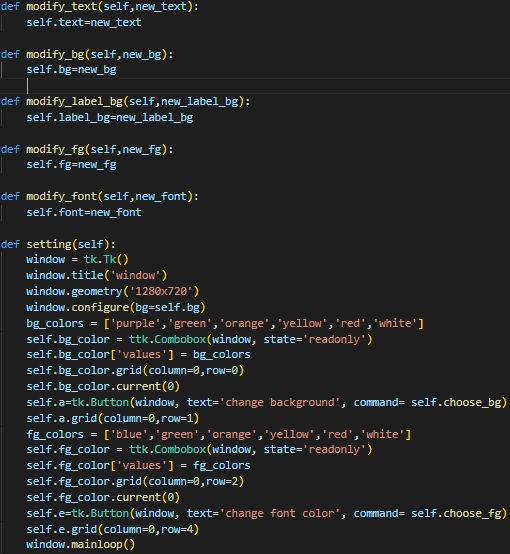 def modify_text(self,new_text):
    self.text=new_text

def modify_bg(self,new_bg):
    self.bg=new_bg

def modify_label_bg(self,new_label_bg):
    self.label_bg=new_label_bg

def modify_fg(self,new_fg):
    self.fg=new_fg

def modify_font(self,new_font):
    self.font=new_font

def setting(self):
    window = tk.Tk()
    window.title('window')
    window.geometry('1280x720')
    window.configure(bg=self.bg)
    bg_colors = ['purple','green','orange','yellow','red','white']
    self.bg_color = ttk.Combobox(window, state='readonly')
    self.bg_color['values'] = bg_colors
    self.bg_color.grid(column=0,row=0)
    self.bg_color.current(0)
    self.a=tk.Button(window, text='change background', command= self.choose_bg)
    self.a.grid(column=0,row=1)
    fg_colors = ['blue','green','orange','yellow','red','white']
    self.fg_color = ttk.Combobox(window, state='readonly')
    self.fg_color['values'] = fg_colors
    self.fg_color.grid(column=0,row=2)
    self.fg_color.current(0)
    self.e=tk.Button(window, text='change font color', command= self.choose_fg)
    self.e.grid(column=0,row=4)
    window.mainloop()